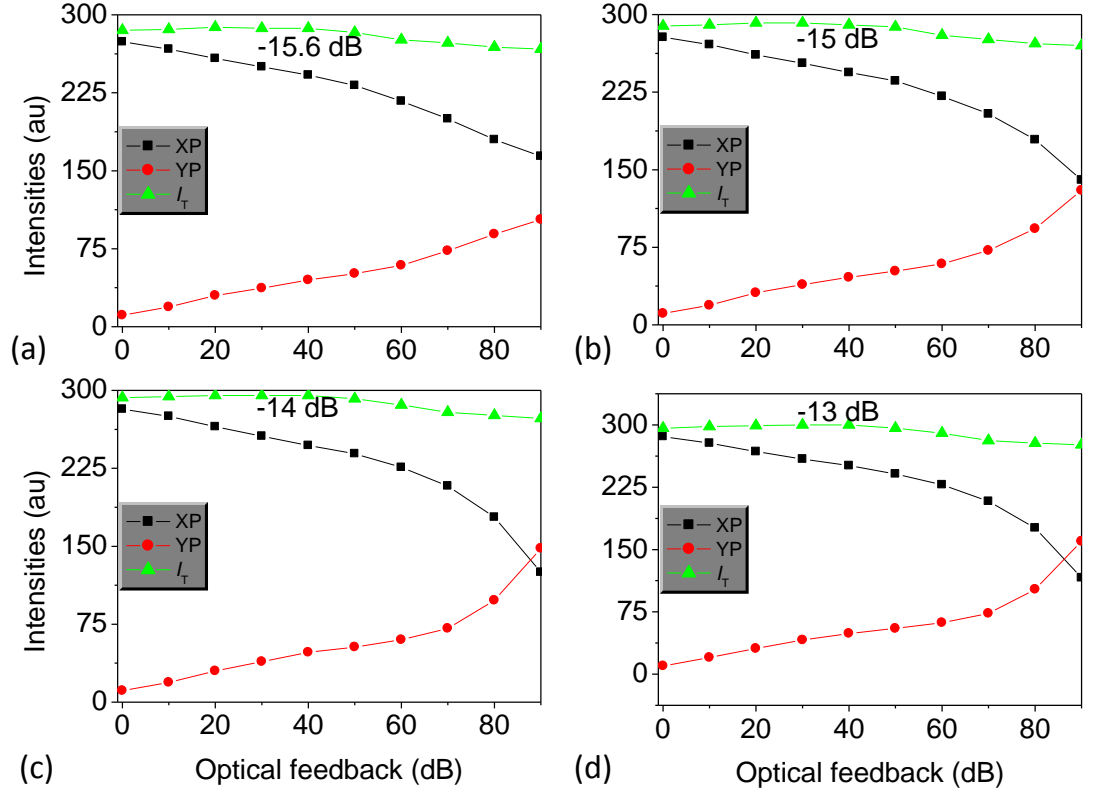 300
225
150
75
0
Intensities (au)
-15.6 dB
XP
YP
I_T
0 20 40 60 80
(a)
300
225
150
75
0
-15 dB
XP
YP
I_T
0 20 40 60 80
(b)
300
225
150
75
0
Intensities (au)
-14 dB
XP
YP
I_T
0 20 40 60 80
(c)
Optical feedback (dB)
300
225
150
75
0
-13 dB
XP
YP
I_T
0 20 40 60 80
(d)
Optical feedback (dB)